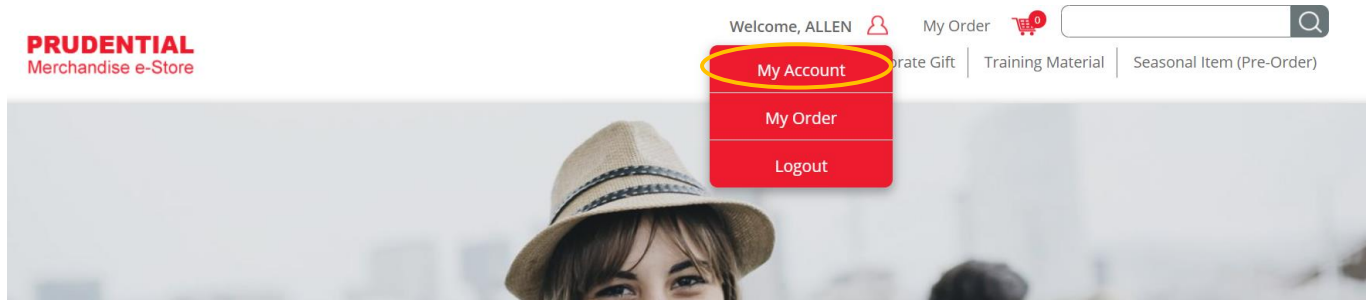 Welcome, ALLEN My Order 0
PRUDENTIAL
Merchandise e-Store
My Account
Training Material
Seasonal Item (Pre-Order)
Gift
My Order
Logout